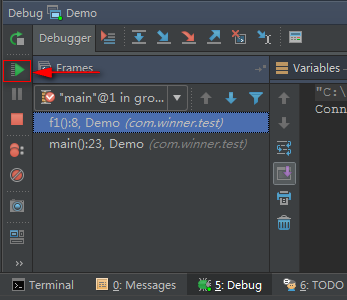 Debug Demo
Debugger
Frames
Variables
"main"@1 in gro...
"C:\
Conn
f1():8, Demo (com.winner.test)
main():23, Demo (com.winner.test)
Terminal 0: Messages 5: Debug 6: TODO